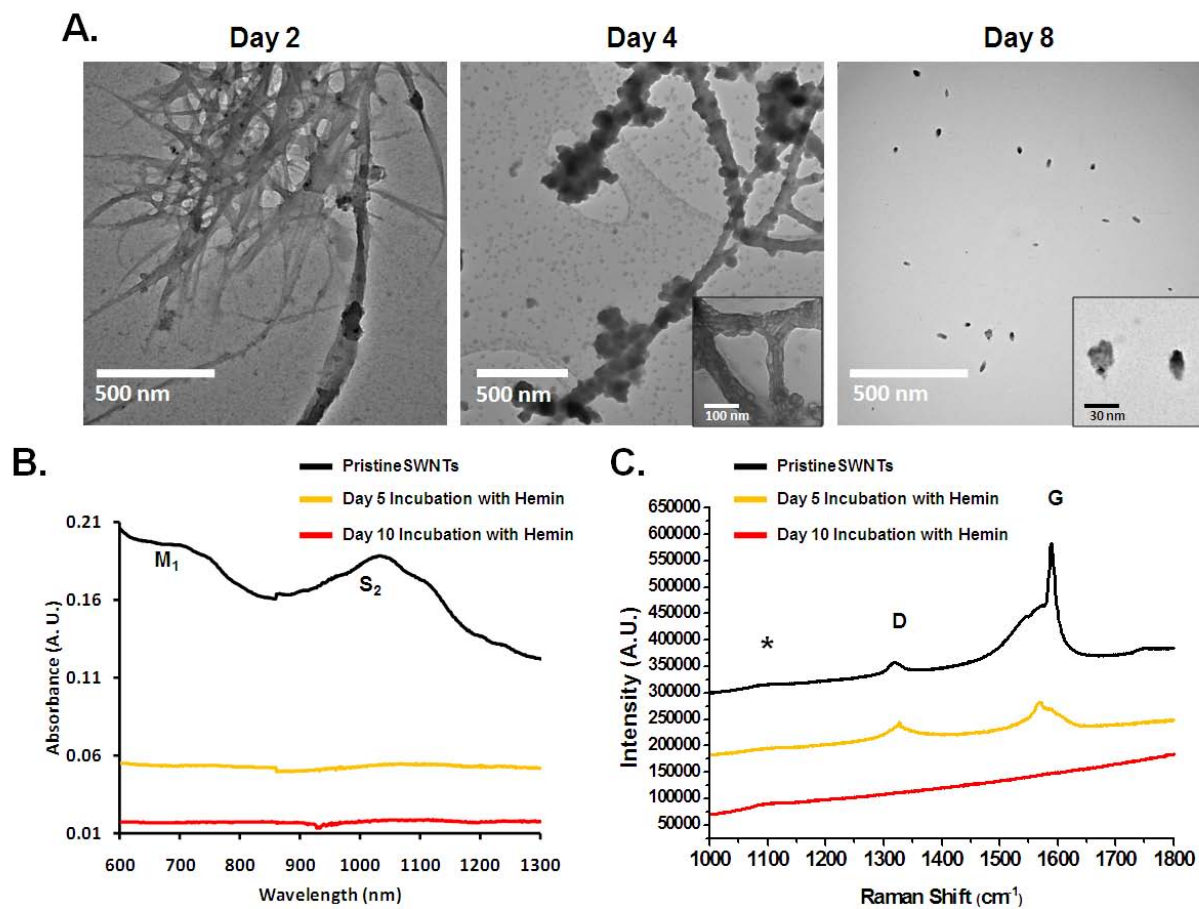 A.
Day 2
Day 4
Day 8
500 nm
500 nm
100 nm
500 nm
30 nm
B.
PristineSWNTs
Day 5 Incubation with Hemin
Day 10 Incubation with Hemin
0.21
0.16
0.11
0.06
0.01
Absorbance (A. U.)
M1
S2
600 700 800 900 1000 1100 1200 1300
Wavelength (nm)
C.
PristineSWNTs
Day 5 Incubation with Hemin
Day 10 Incubation with Hemin
G
D
*
650000
600000
550000
500000
450000
400000
350000
300000
250000
200000
150000
100000
50000
Intensity (A.U.)
1000 1100 1200 1300 1400 1500 1600 1700 1800
Raman Shift (cm-1)